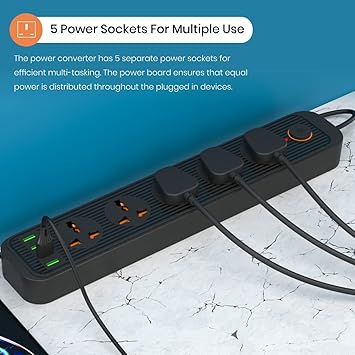 5 Power Sockets For Multiple Use
The power converter has 5 separate power sockets for
efficient multi-tasking. The power board ensures that equal
power is distributed throughout the plugged in devices.